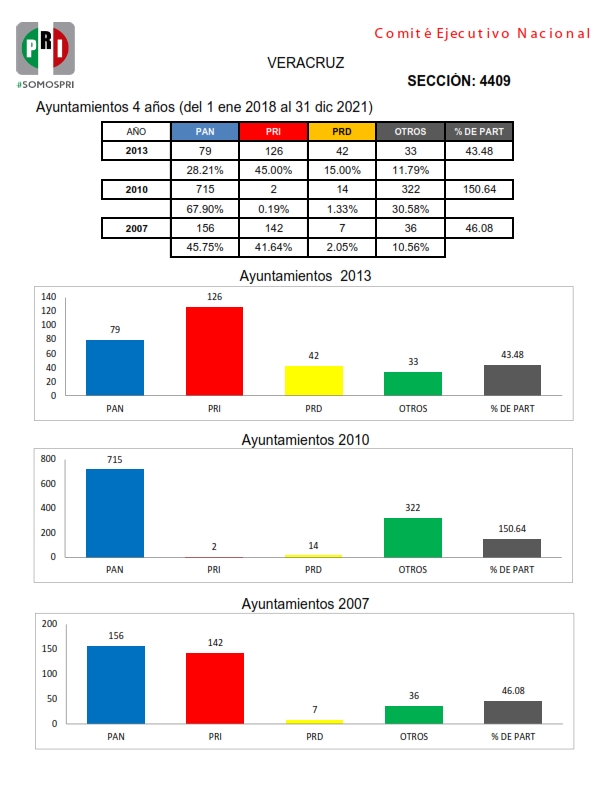 Comité Ejecutivo Nacional
PRI
#SOMOSPRI
VERACRUZ
SECCIÓN: 4409
Ayuntamientos 4 años (del 1 ene 2018 al 31 dic 2021)
AÑO PAN PRI PRD OTROS % DE PART
2013 79 126 42 33 43.48
28.21% 45.00% 15.00% 11.79%
2010 715 2 14 322 150.64
67.90% 0.19% 1.33% 30.58%
2007 156 142 7 36 46.08
45.75% 41.64% 2.05% 10.56%
Ayuntamientos 2013
140
120
100
80
60
40
20
0
79 126 42 33 43.48
PAN PRI PRD OTROS % DE PART
Ayuntamientos 2010
800
600
400
200
0
715 2 14 322 150.64
PAN PRI PRD OTROS % DE PART
Ayuntamientos 2007
200
150
100
50
0
156 142 7 36 46.08
PAN PRI PRD OTROS % DE PART